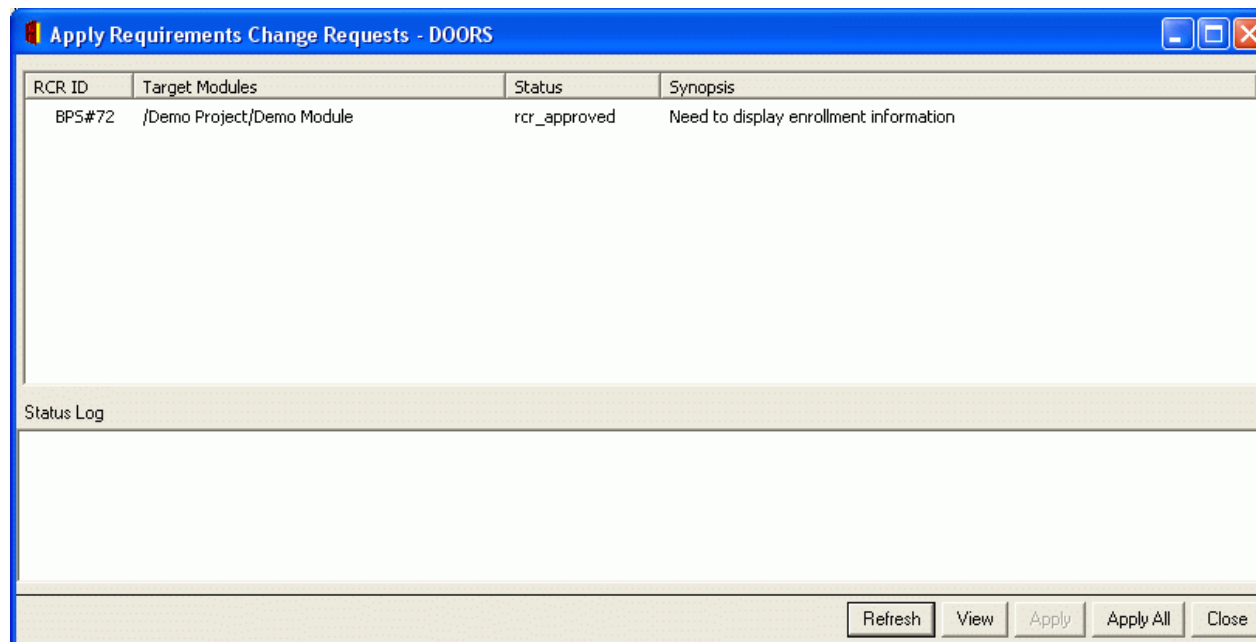 Apply Requirements Change Requests - DOORS
RCR ID Target Modules Status Synopsis
BPS#72 /Demo Project/Demo Module rcr_approved Need to display enrollment information
Status Log
Refresh View Apply Apply All Close